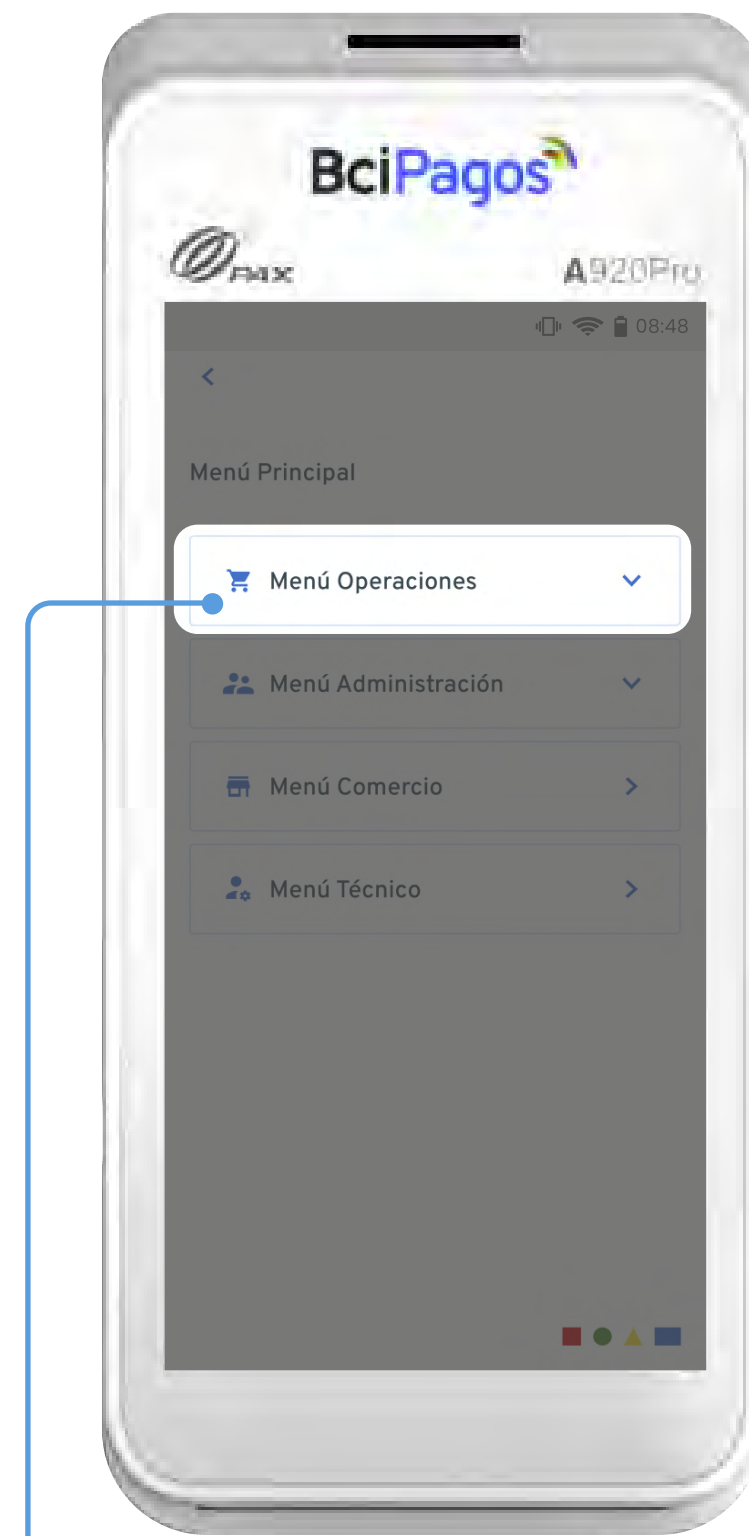 BciPagos
PAX
A920Pro
08:48
Menú Principal
Menú Operaciones
Menú Administración
Menú Comercio
Menú Técnico